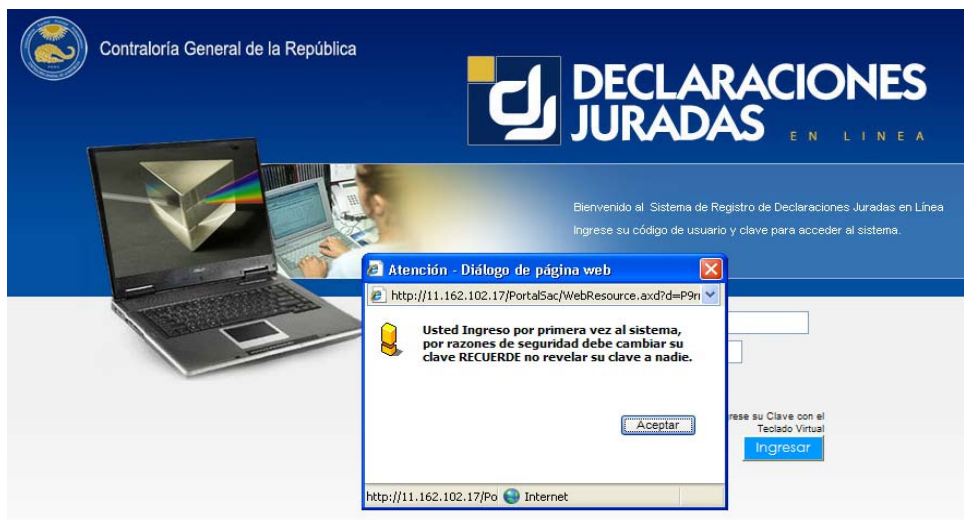 Contraloría General de la República
DECLARACIONES
JURADAS EN LINEA
Bienvenido al Sistema de Registro de Declaraciones Juradas en Línea
Ingrese su código de usuario y clave para acceder al sistema.
Atención - Diálogo de página web
http://11.162.102.17/PortalSac/WebResource.axd?d=P9r
Usted Ingreso por primera vez al sistema,
por razones de seguridad debe cambiar su
clave RECUERDE no revelar su clave a nadie.
Aceptar
rese su Clave con el
Teclado Virtual
Ingresar
http://11.162.102.17/Po Internet